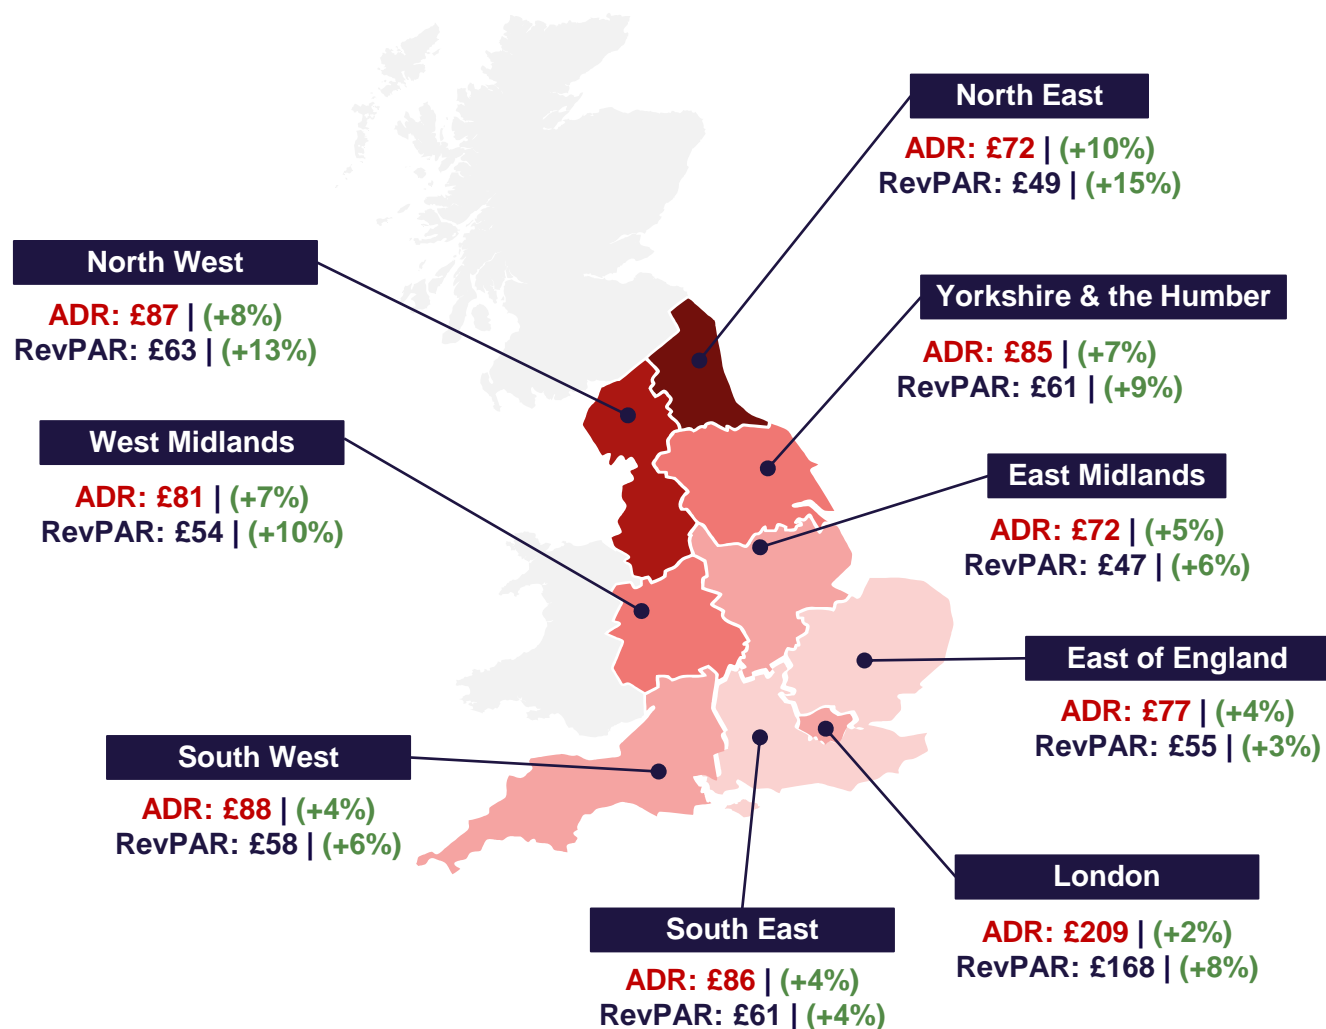 North East
ADR: £72 | (+10%)
RevPAR: £49 | (+15%)
North West
ADR: £87 | (+8%)
RevPAR: £63 | (+13%)
Yorkshire & the Humber
ADR: £85 | (+7%)
RevPAR: £61 | (+9%)
West Midlands
ADR: £81 | (+7%)
RevPAR: £54 | (+10%)
East Midlands
ADR: £72 | (+5%)
RevPAR: £47 | (+6%)
East of England
ADR: £77 | (+4%)
RevPAR: £55 | (+3%)
South West
ADR: £88 | (+4%)
RevPAR: £58 | (+6%)
London
ADR: £209 | (+2%)
RevPAR: £168 | (+8%)
South East
ADR: £86 | (+4%)
RevPAR: £61 | (+4%)